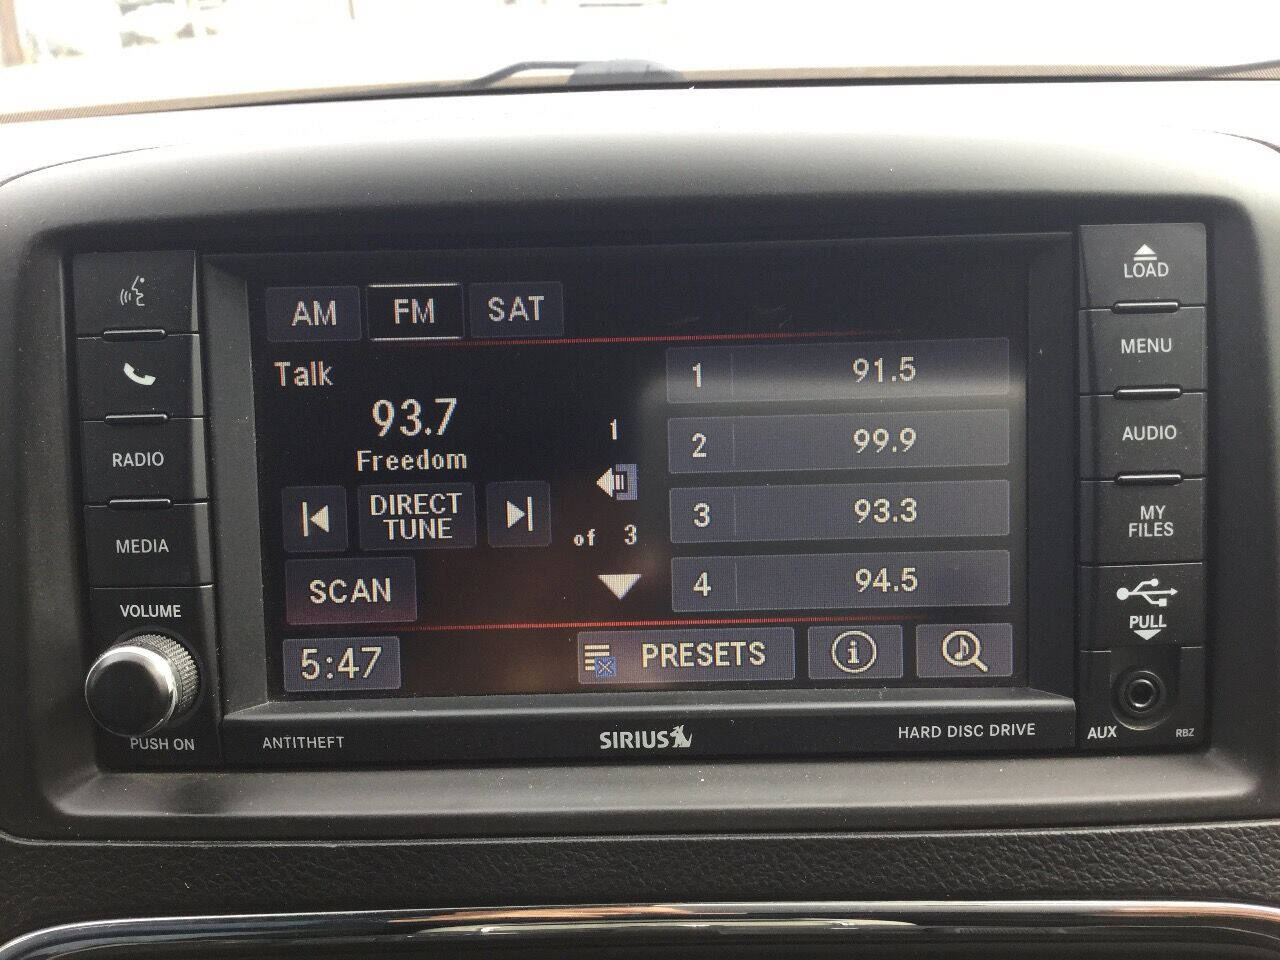 AM FM SAT
Talk
93.7
Freedom
DIRECT
TUNE
SCAN
5:47
1
of 3
1 91.5
2 99.9
3 93.3
4 94.5
PRESETS
i
RADIO
MEDIA
VOLUME
PUSH ON
ANTITHEFT
SIRIUS
HARD DISC DRIVE
LOAD
MENU
AUDIO
MY
FILES
PULL
AUX
RBZ